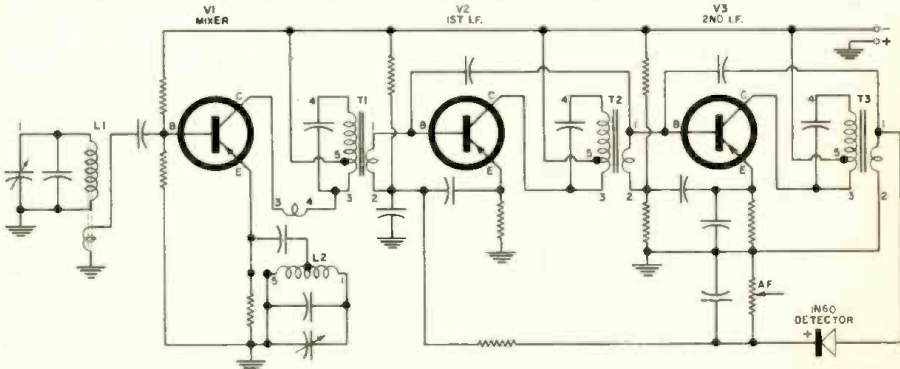 V1
MIXER
V2
1ST I.F.
V3
2ND I.F.
-
+
4
T1
4
T2
4
T3
1
L1
B
C
E
5
3
1
2
B
C
E
5
3
1
2
B
C
E
5
3
1
2
3
4
L2
5
1
A.F.
1N60
DETECTOR
+